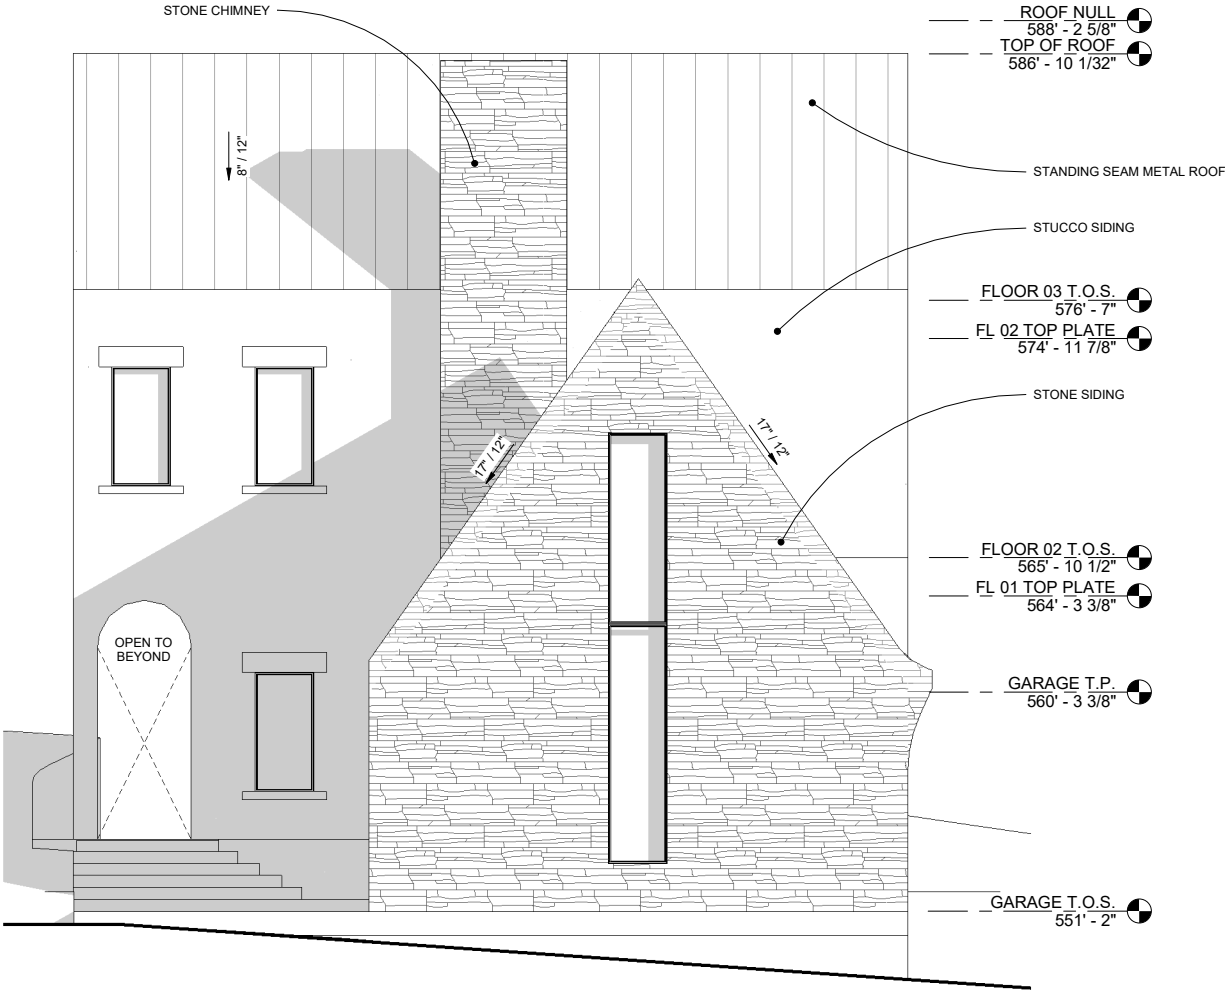 STONE CHIMNEY
ROOF NULL
588' - 2 5/8"
TOP OF ROOF
586' - 10 1/32"
8" / 12"
STANDING SEAM METAL ROOF
STUCCO SIDING
FLOOR 03 T.O.S.
576' - 7"
FL 02 TOP PLATE
574' - 11 7/8"
STONE SIDING
17" / 12"
17" / 12"
FLOOR 02 T.O.S.
565' - 10 1/2"
FL 01 TOP PLATE
564' - 3 3/8"
OPEN TO
BEYOND
GARAGE T.P.
560' - 3 3/8"
GARAGE T.O.S.
551' - 2"